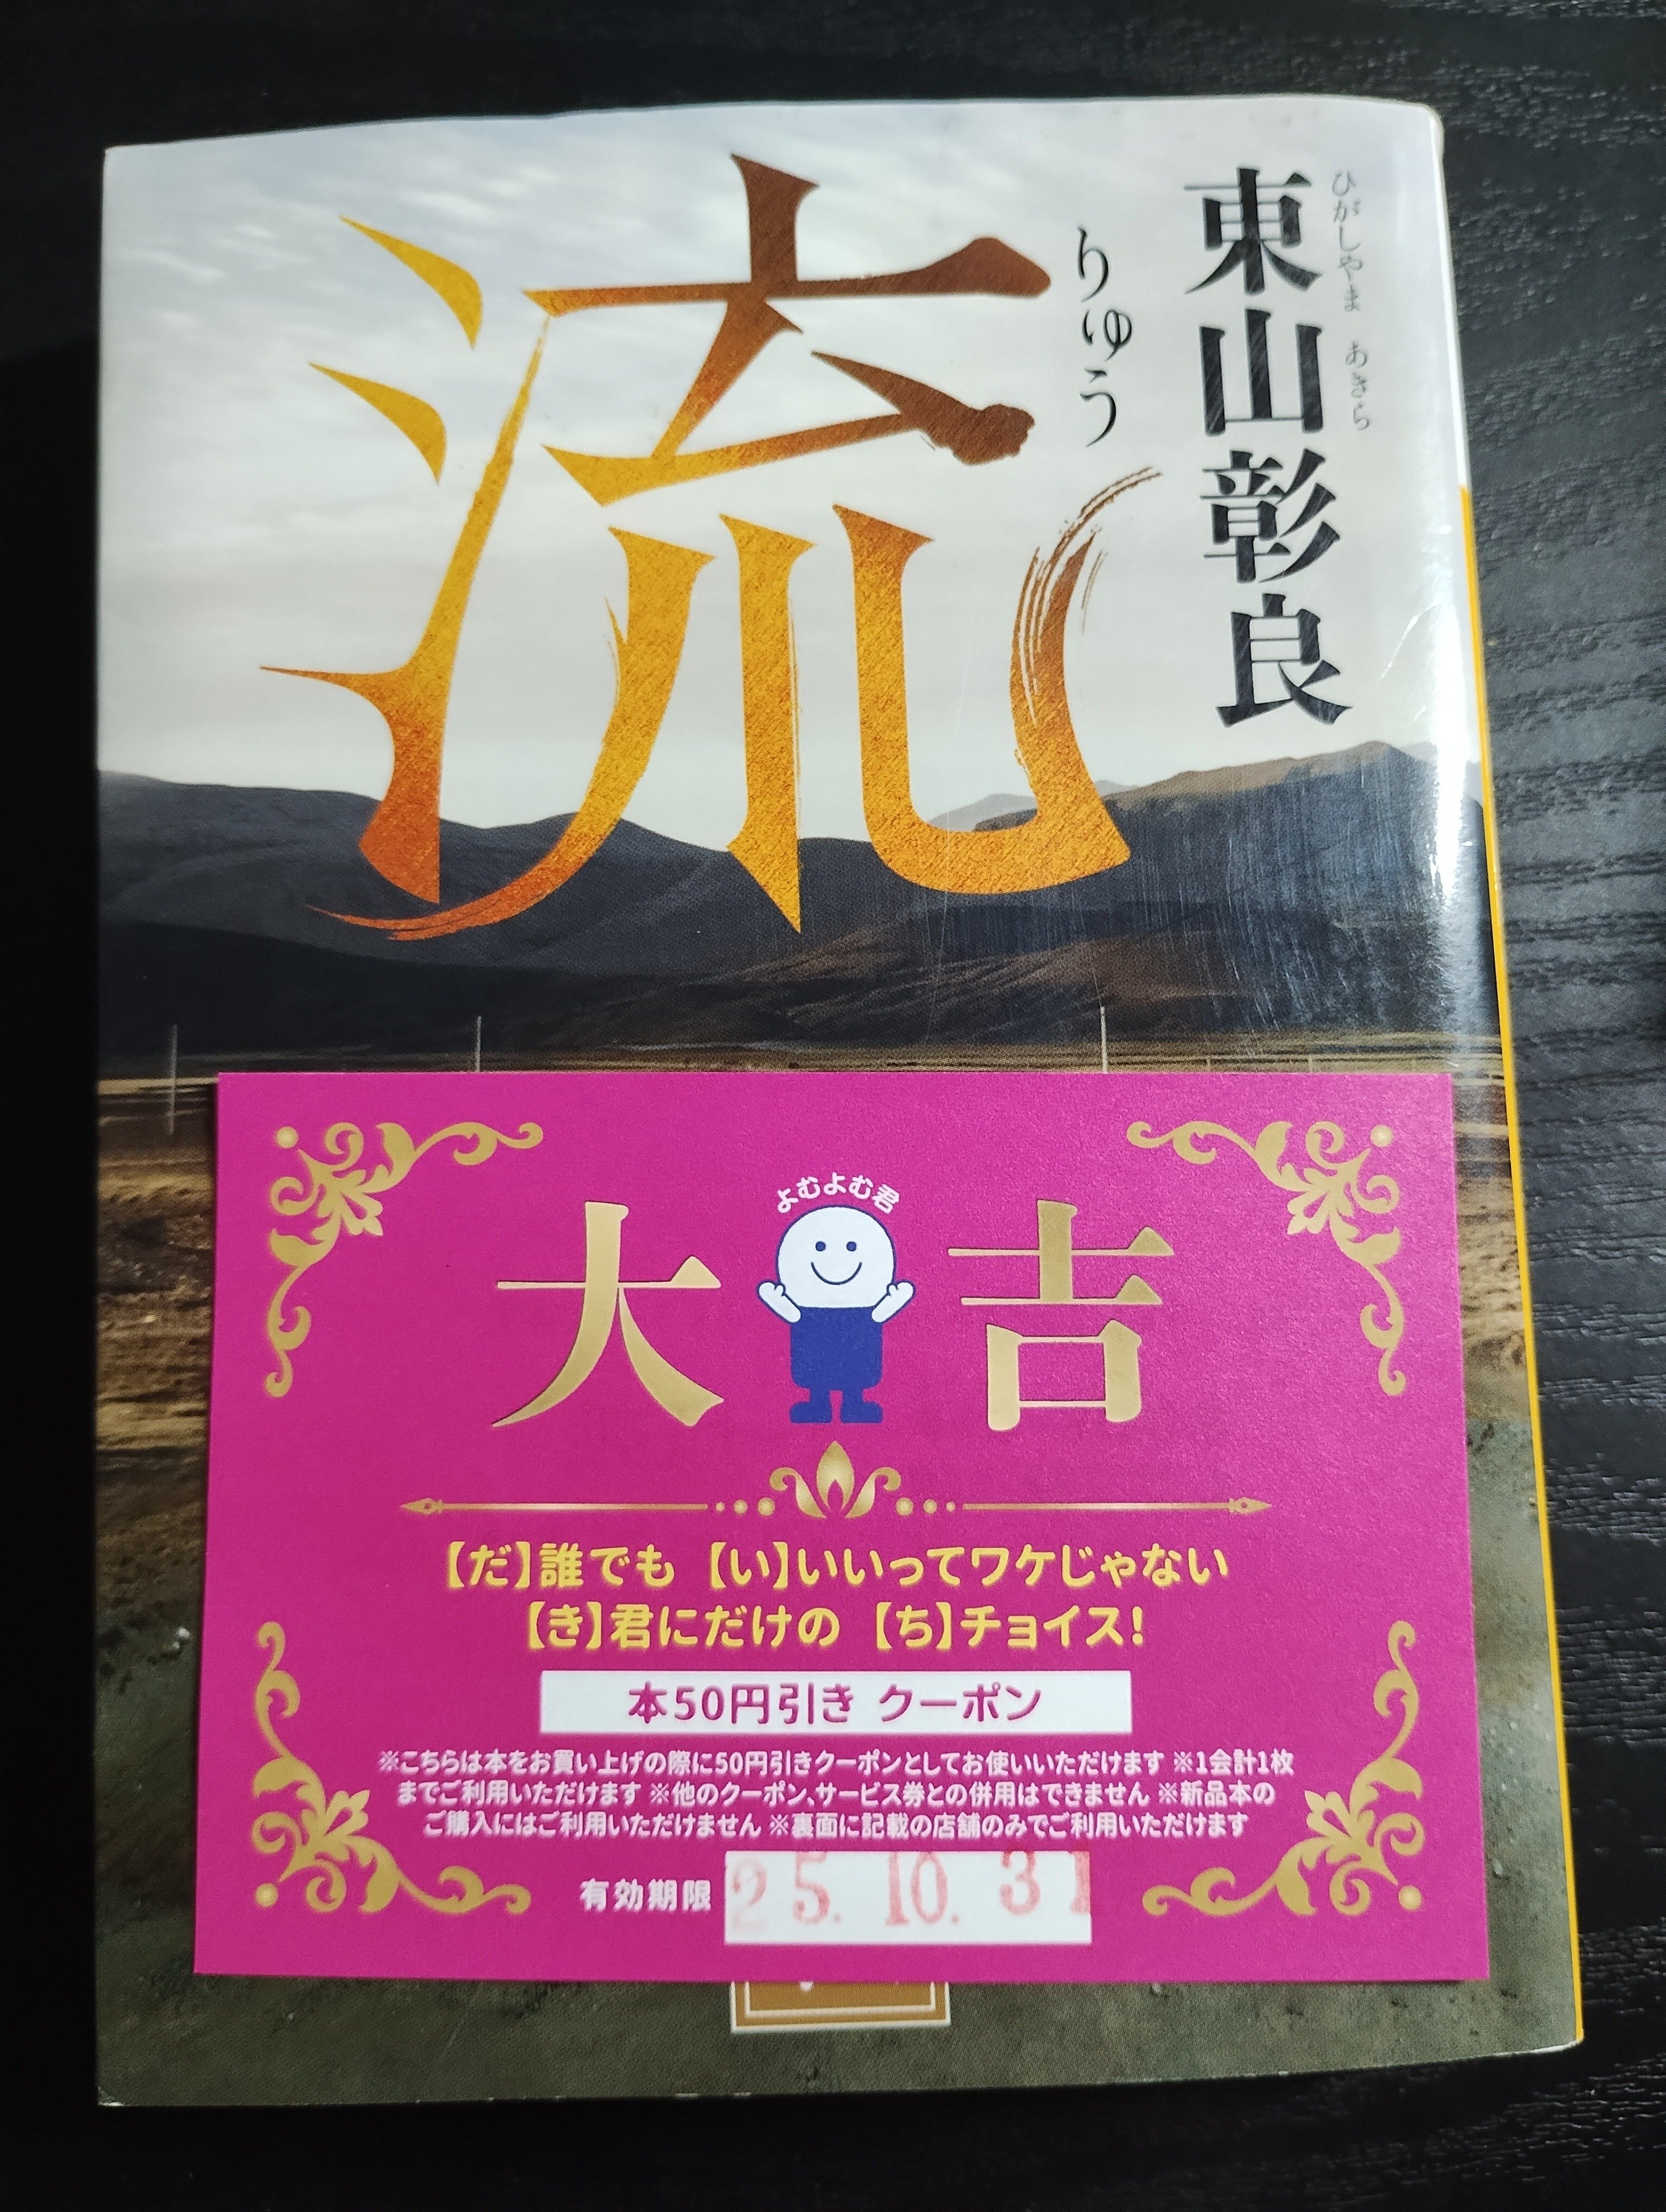 ひがしやま あきら
東山彰良
りゅう
流
よむよむ君
大吉
【だ】誰でも 【い】いいってワケじゃない
【き】君にだけの 【ち】チョイス!
本50円引き クーポン
※こちらは本をお買い上げの際に50円引きクーポンとしてお使いいただけます ※1会計1枚
までご利用いただけます ※他のクーポン、サービス券との併用はできません ※新品本の
ご購入にはご利用いただけません ※裏面に記載の店舗のみでご利用いただけます
有効期限 25.10.31